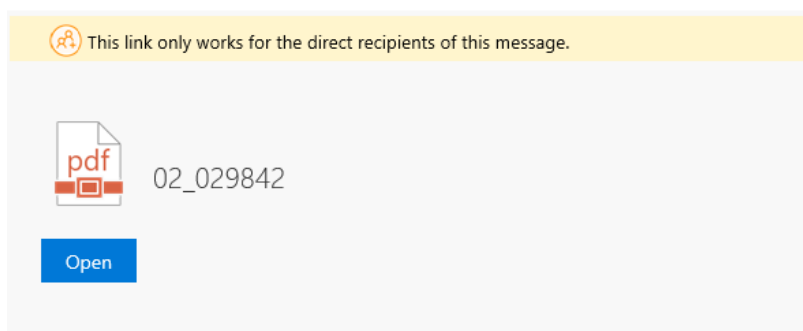 This link only works for the direct recipients of this message.
pdf
02_029842
Open